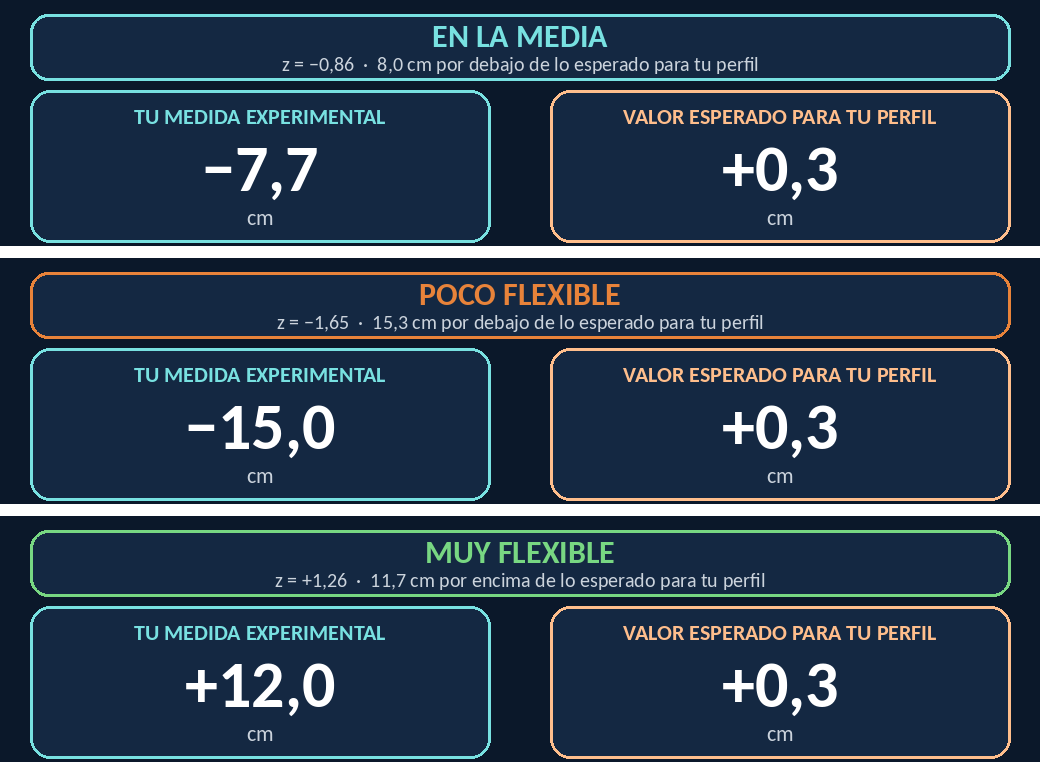 EN LA MEDIA
z = −0,86 · 8,0 cm por debajo de lo esperado para tu perfil
TU MEDIDA EXPERIMENTAL
−7,7
cm
VALOR ESPERADO PARA TU PERFIL
+0,3
cm
POCO FLEXIBLE
z = −1,65 · 15,3 cm por debajo de lo esperado para tu perfil
TU MEDIDA EXPERIMENTAL
−15,0
cm
VALOR ESPERADO PARA TU PERFIL
+0,3
cm
MUY FLEXIBLE
z = +1,26 · 11,7 cm por encima de lo esperado para tu perfil
TU MEDIDA EXPERIMENTAL
+12,0
cm
VALOR ESPERADO PARA TU PERFIL
+0,3
cm